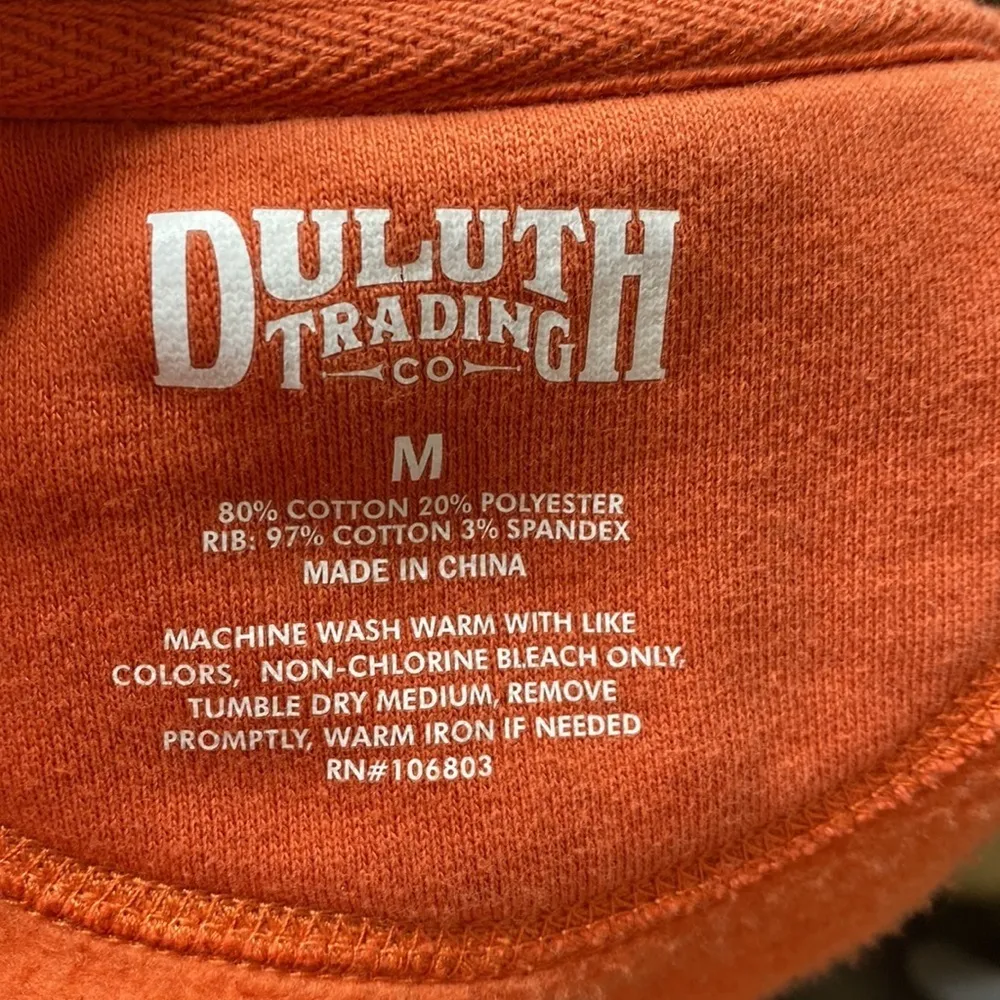 DULUTH
TRADING
CO
M
80% COTTON 20% POLYESTER
RIB: 97% COTTON 3% SPANDEX
MADE IN CHINA
MACHINE WASH WARM WITH LIKE
COLORS, NON-CHLORINE BLEACH ONLY,
TUMBLE DRY MEDIUM, REMOVE
PROMPTLY, WARM IRON IF NEEDED
RN#106803